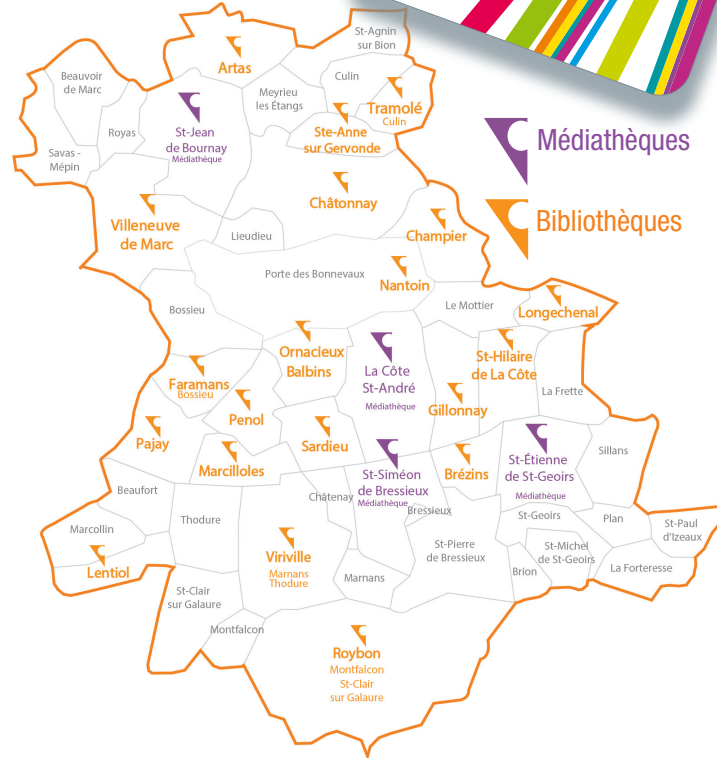 St-Agnin
sur Bion
Artas
Beauvoir
de Marc
Culin
Meyrieu
les Étangs
Tramolé
Culin
St-Jean
de Bournay
Médiathèque
Royas
Ste-Anne
sur Gervonde
Médiathèques
Savas -
Mépin
Châtonnay
Villeneuve
de Marc
Bibliothèques
Lieudieu
Champier
Porte des Bonnevaux
Nantoin
Bossieu
Le Mottier
Longechenal
Ornacieux
Balbins
La Côte
St-André
Médiathèque
St-Hilaire
de La Côte
Faramans
Bossieu
La Frette
Penol
Gillonnay
Pajay
Sardieu
Marcilloles
St-Siméon
de Bressieux
Médiathèque
Brézins
St-Étienne
de St-Geoirs
Médiathèque
Sillans
Beaufort
Châtenay
Bressieux
Marcollin
Thodure
St-Geoirs
Plan
St-Paul
d'Izeaux
Lentiol
Viriville
Marnans
Thodure
St-Pierre
de Bressieux
St-Michel
de St-Geoirs
Brion
La Forteresse
Marnans
St-Clair
sur Galaure
Montfalcon
Roybon
Montfalcon
St-Clair
sur Galaure